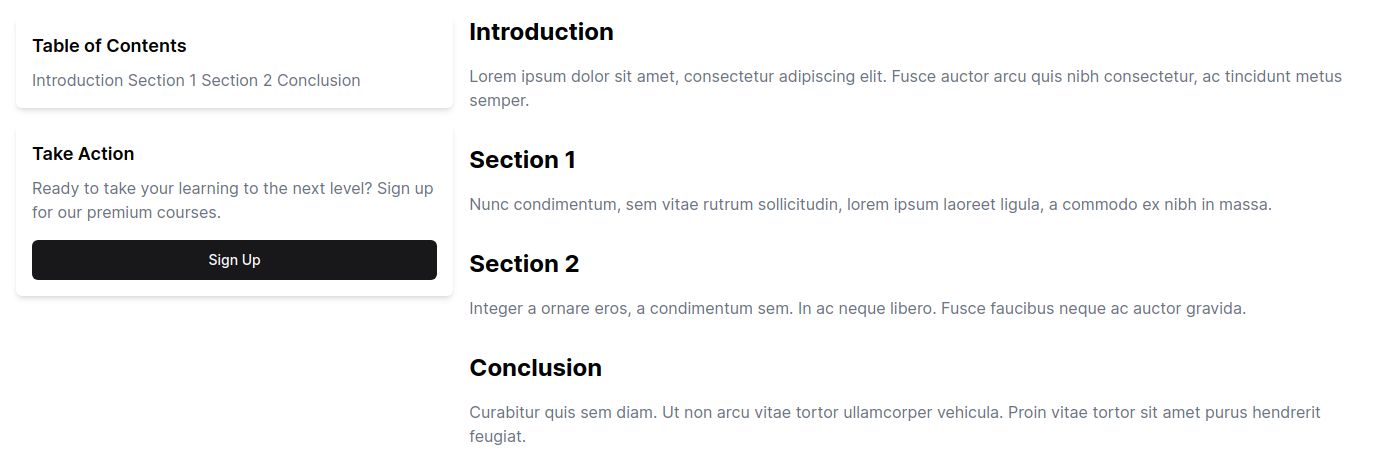 Table of Contents
Introduction Section 1 Section 2 Conclusion
Take Action
Ready to take your learning to the next level? Sign up
for our premium courses.
Sign Up
Introduction
Lorem ipsum dolor sit amet, consectetur adipiscing elit. Fusce auctor arcu quis nibh consectetur, ac tincidunt metus
semper.
Section 1
Nunc condimentum, sem vitae rutrum sollicitudin, lorem ipsum laoreet ligula, a commodo ex nibh in massa.
Section 2
Integer a ornare eros, a condimentum sem. In ac neque libero. Fusce faucibus neque ac auctor gravida.
Conclusion
Curabitur quis sem diam. Ut non arcu vitae tortor ullamcorper vehicula. Proin vitae tortor sit amet purus hendrerit
feugiat.